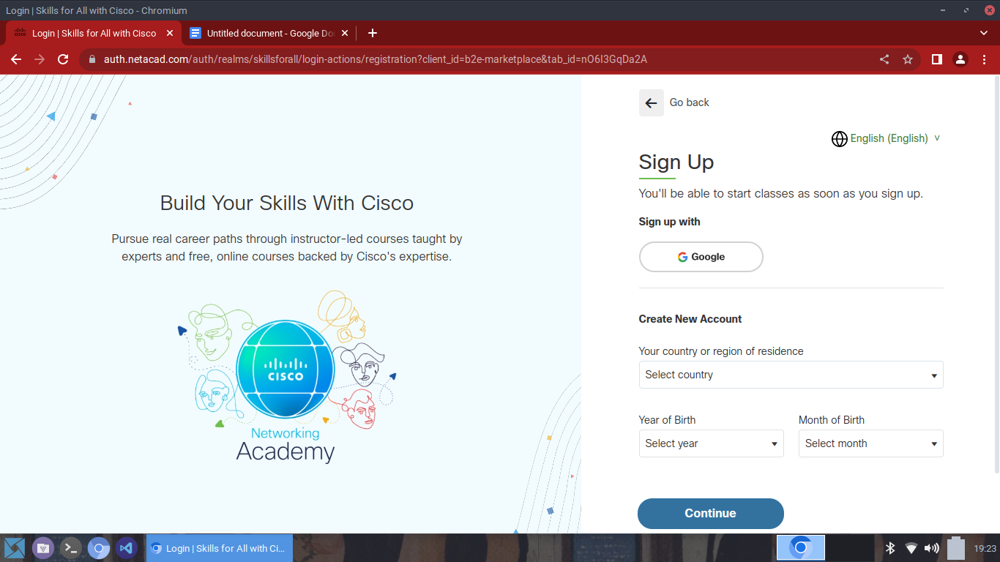 Login | Skills for All with Cisco - Chromium
Login | Skills for All with Cisco
Untitled document - Google Do
auth.netacad.com/auth/realms/skillsforall/login-actions/registration?client_id=b2e-marketplace&tab_id=nO6I3GqDa2A
Go back
English (English)
Sign Up
You'll be able to start classes as soon as you sign up.
Sign up with
Google
Create New Account
Your country or region of residence
Select country
Year of Birth
Month of Birth
Select year
Select month
Continue
Build Your Skills With Cisco
Pursue real career paths through instructor-led courses taught by
experts and free, online courses backed by Cisco's expertise.
CISCO
Networking
Academy
Login | Skills for All with Ci...
19:23